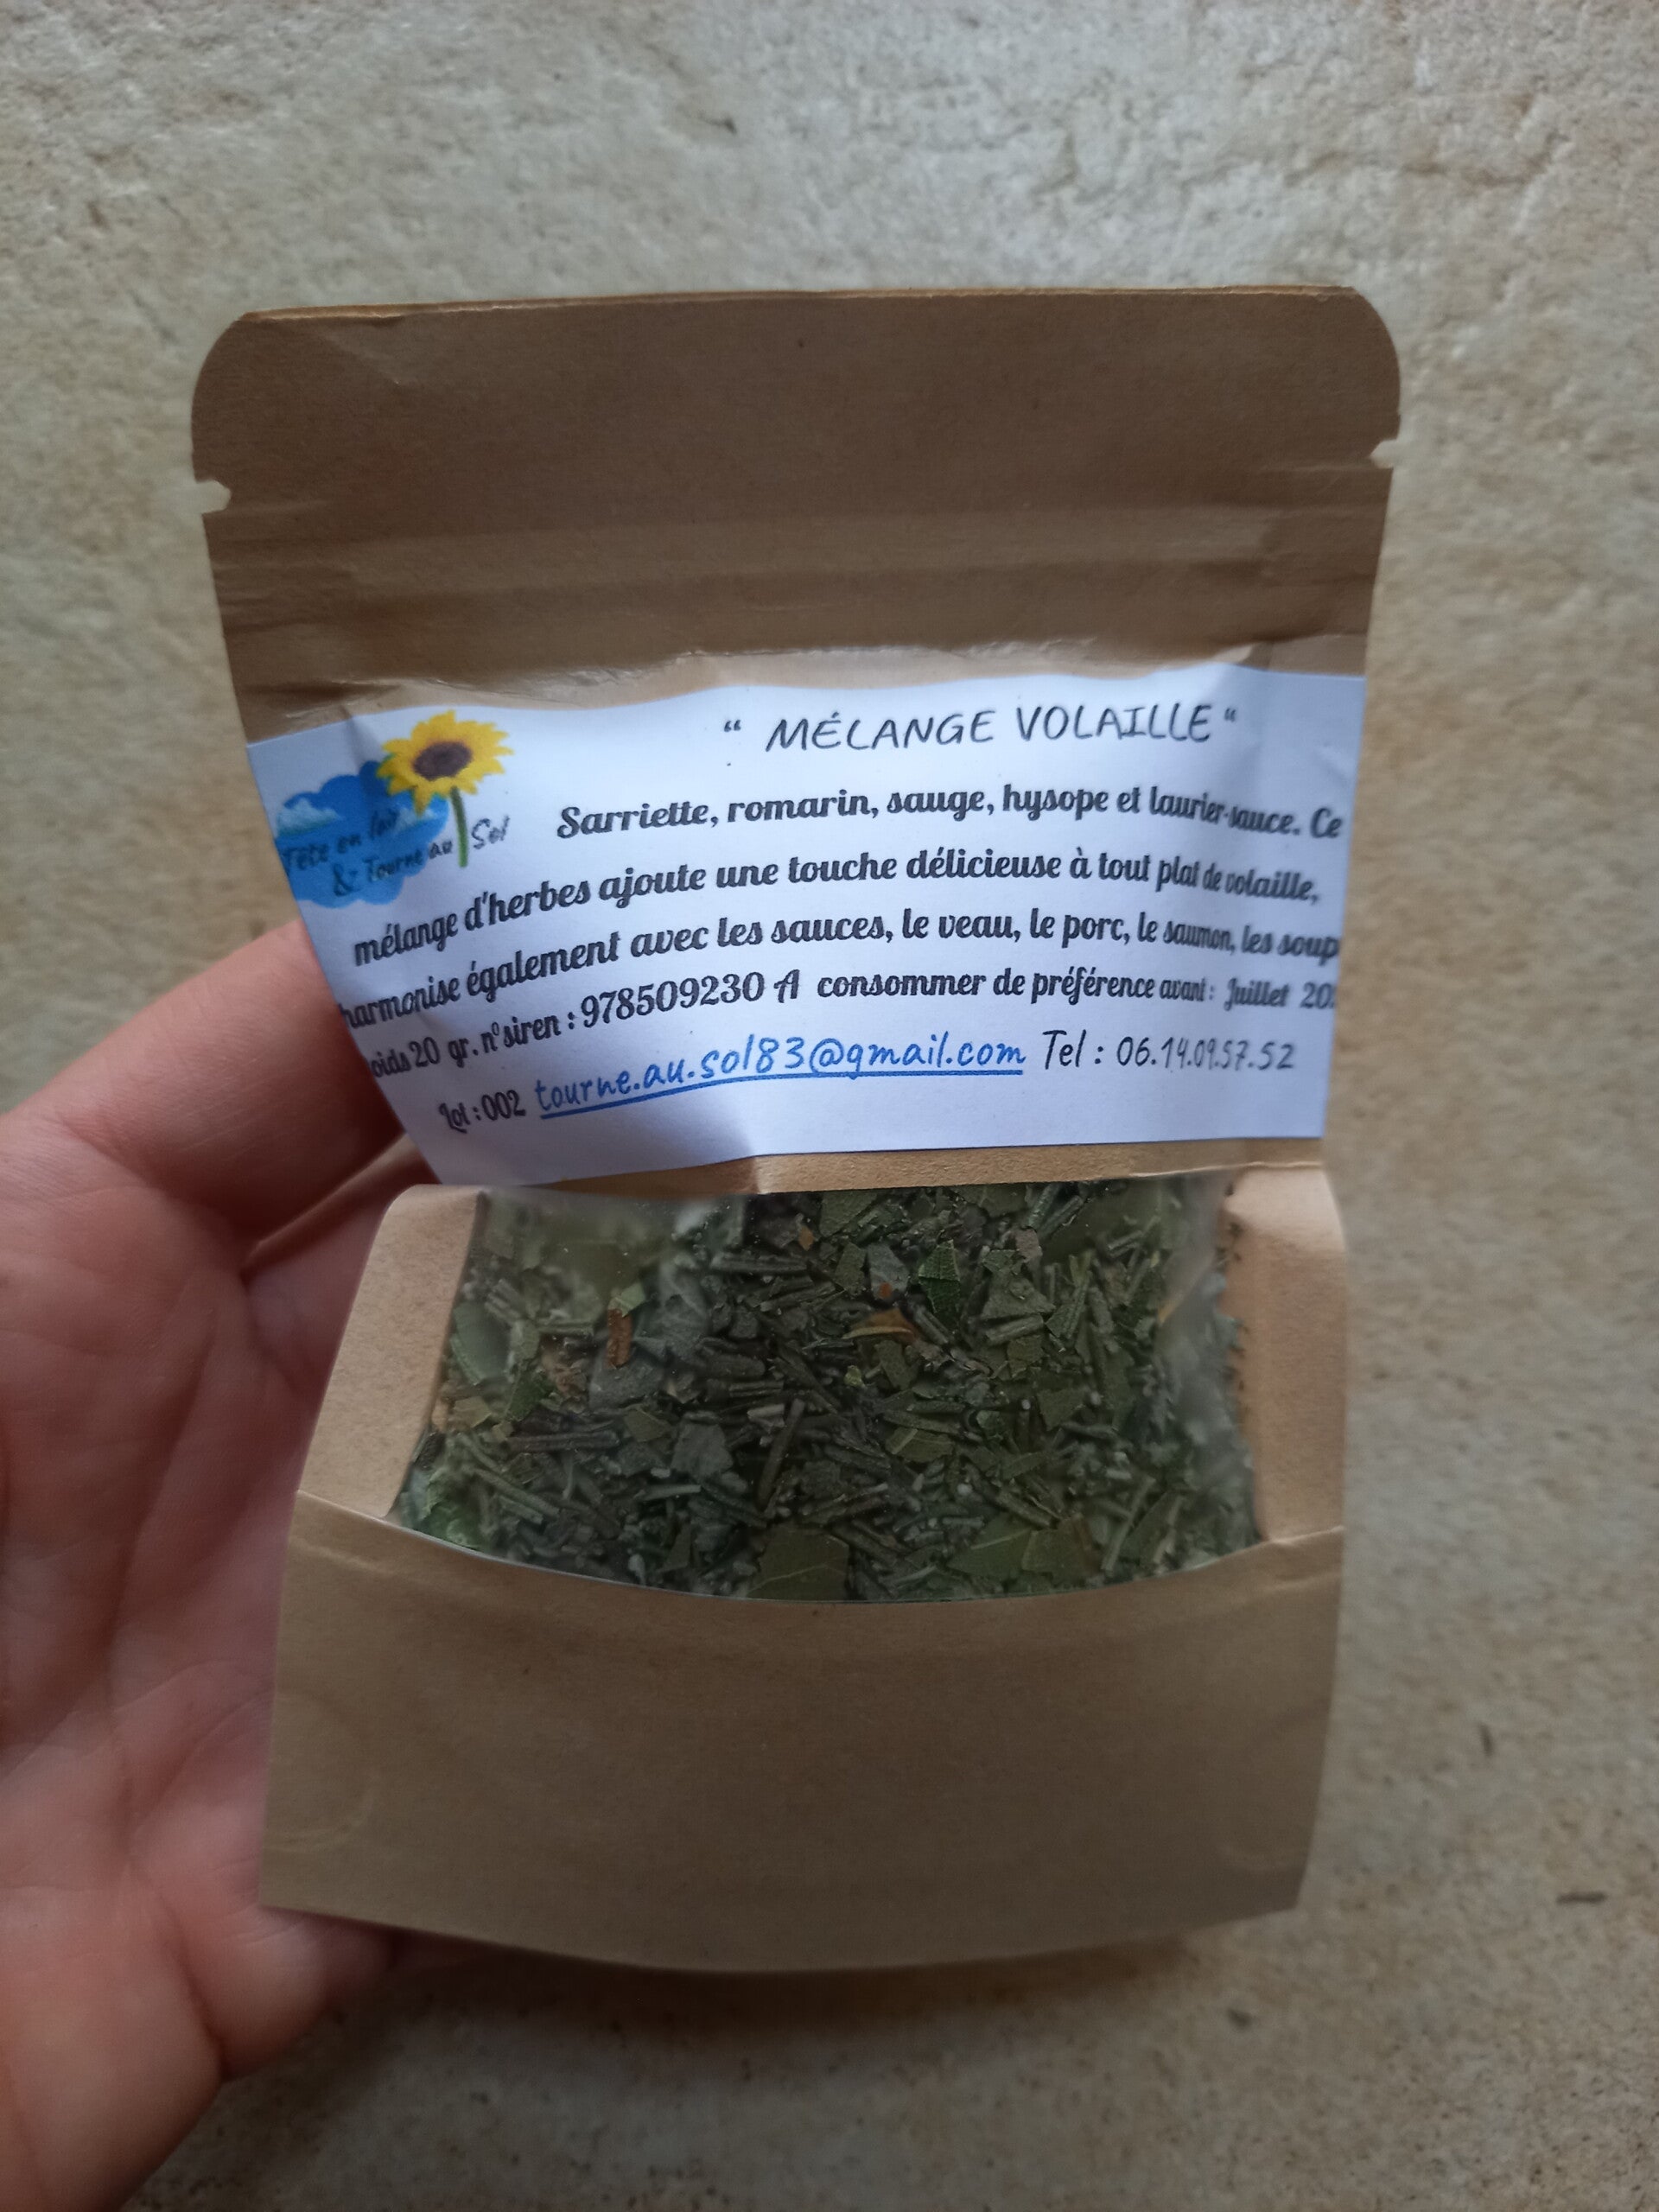 “ MÉLANGE VOLAILLE “
Tête en l'air
& Tourne au Sol
Sarriette, romarin, sauge, hysope et laurier-sauce. Ce
mélange d'herbes ajoute une touche délicieuse à tout plat de volaille,
harmonise également avec les sauces, le veau, le porc, le saumon, les soup
oids 20 gr. n°siren : 978509230 A consommer de préférence avant : Juillet 20
Lot : 002 tourne.au.sol83@gmail.com Tel : 06.14.09.57.52